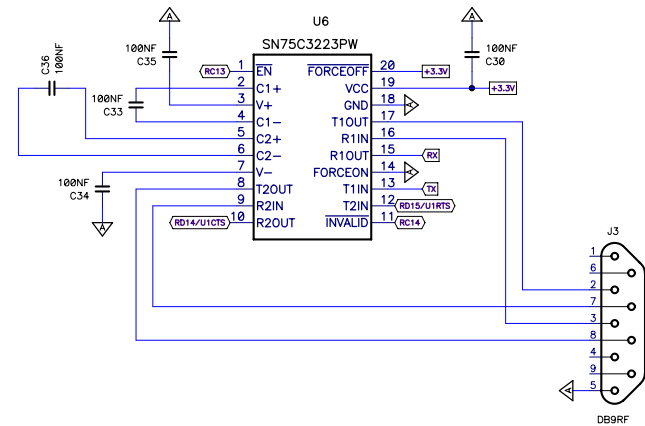 U6
SN75C3223PW
A
100NF
C35
A
100NF
C30
C36
100NF
100NF
C33
100NF
C34
A
RC13
1
EN
2
C1+
3
V+
4
C1-
5
C2+
6
C2-
7
V-
8
T2OUT
9
R2IN
RD14/U1CTS
10
R2OUT
FORCEOFF
20
+3.3V
VCC
19
+3.3V
GND
18
A
T1OUT
17
R1IN
16
R1OUT
15
RX
FORCEON
14
A
T1IN
13
TX
T2IN
12
RD15/U1RTS
INVALID
11
RC14
J3
1
6
2
7
3
8
4
9
5
A
DB9RF